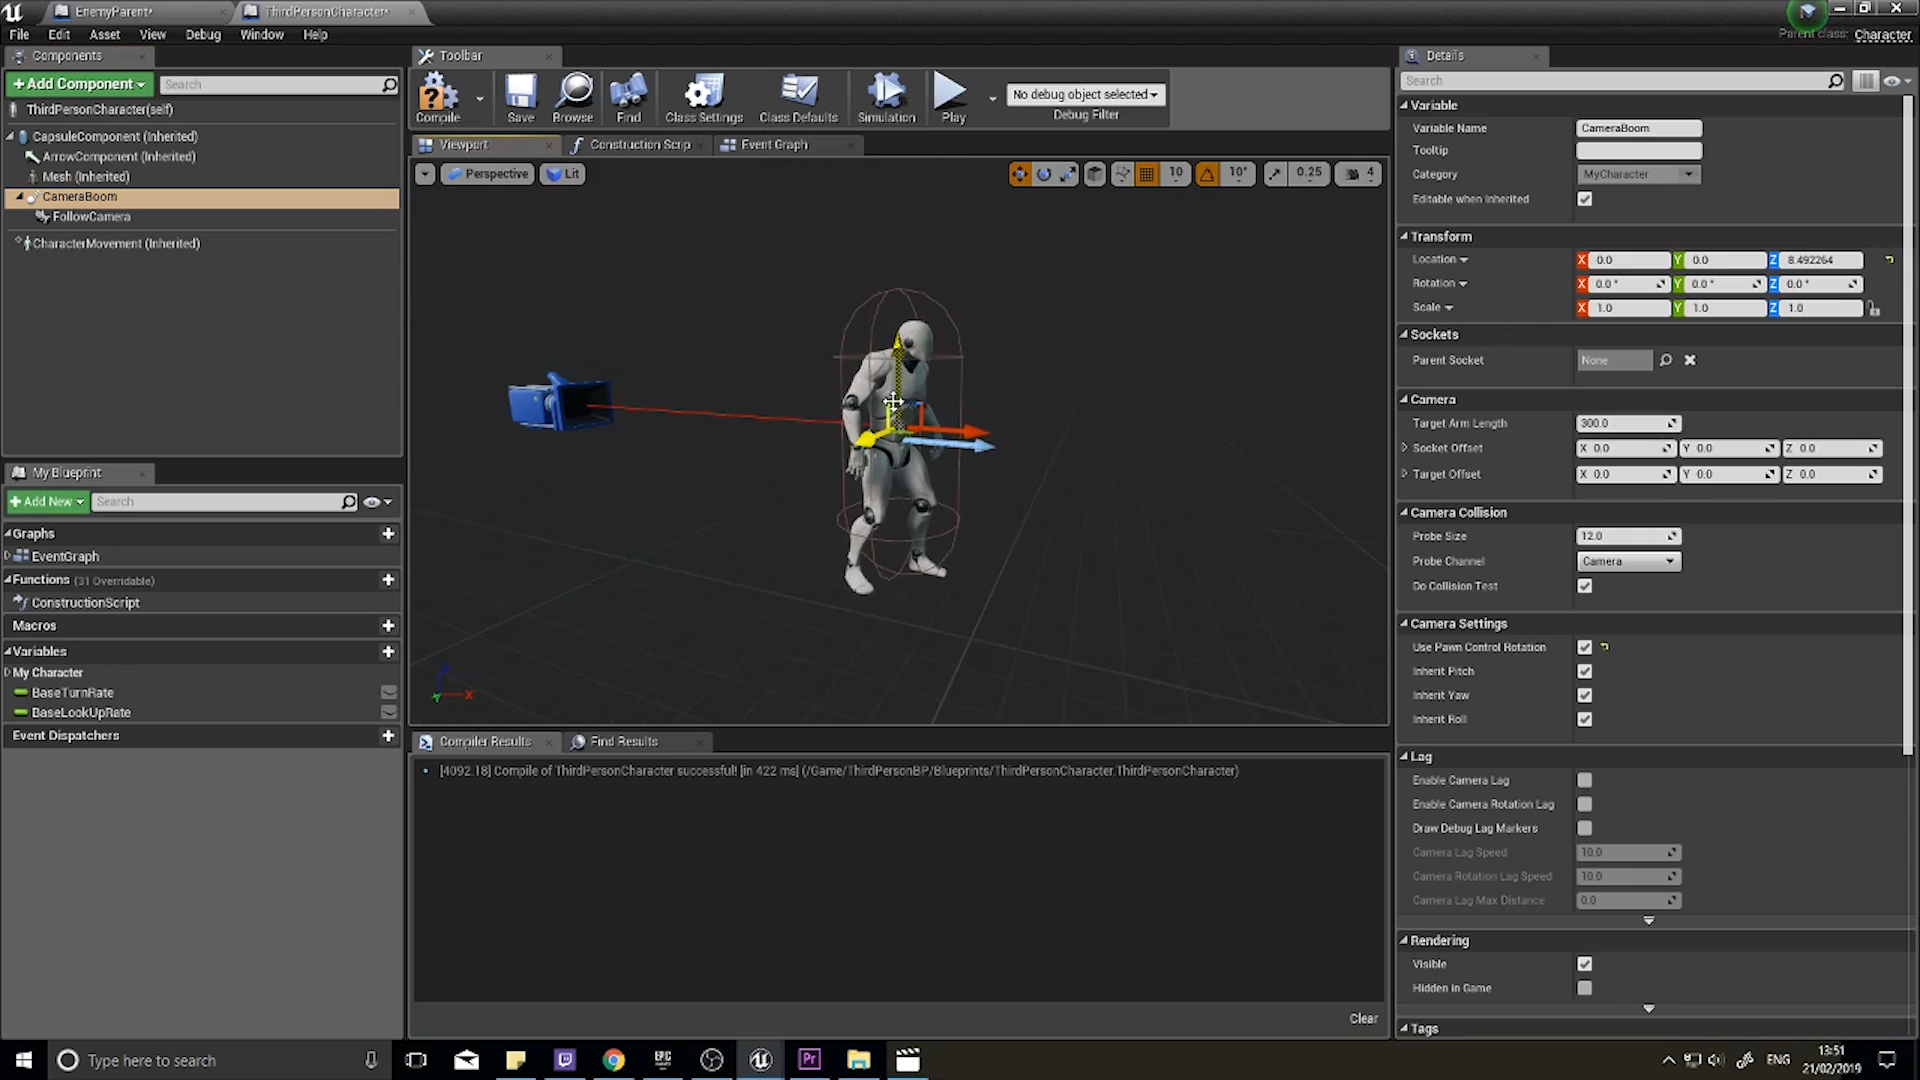 EnemyParent*
ThirdPersonCharacter*
File Edit Asset View Debug Window Help
Parent class: Character
Components
Toolbar
Details
+Add Component
Search
Search
ThirdPersonCharacter(self)
CapsuleComponent (Inherited)
ArrowComponent (Inherited)
Mesh (Inherited)
CameraBoom
FollowCamera
CharacterMovement (Inherited)
Compile
Save
Browse
Find
Class Settings
Class Defaults
Simulation
Play
No debug object selected
Debug Filter
Viewport
Construction Scrip
Event Graph
Perspective
Lit
10
10°
0.25
4
X
Y
Variable
Variable Name CameraBoom
Tooltip
Category MyCharacter
Editable when Inherited
Transform
Location X 0.0 Y 0.0 Z 8.492264
Rotation X 0.0° Y 0.0° Z 0.0°
Scale X 1.0 Y 1.0 Z 1.0
Sockets
Parent Socket None
Camera
Target Arm Length 300.0
Socket Offset X 0.0 Y 0.0 Z 0.0
Target Offset X 0.0 Y 0.0 Z 0.0
Camera Collision
Probe Size 12.0
Probe Channel Camera
Do Collision Test
Camera Settings
Use Pawn Control Rotation
Inherit Pitch
Inherit Yaw
Inherit Roll
Lag
Enable Camera Lag
Enable Camera Rotation Lag
Draw Debug Lag Markers
Camera Lag Speed 10.0
Camera Rotation Lag Speed 10.0
Camera Lag Max Distance 0.0
Rendering
Visible
Hidden in Game
Tags
My Blueprint
+Add New
Search
Graphs
EventGraph
Functions (31 Overridable)
ConstructionScript
Macros
Variables
My Character
BaseTurnRate
BaseLookUpRate
Event Dispatchers
Compiler Results
Find Results
[4092.18] Compile of ThirdPersonCharacter successful! [in 422 ms] (/Game/ThirdPersonBP/Blueprints/ThirdPersonCharacter.ThirdPersonCharacter)
Clear
Type here to search
EPIC
Pr
ENG
13:51
21/02/2019